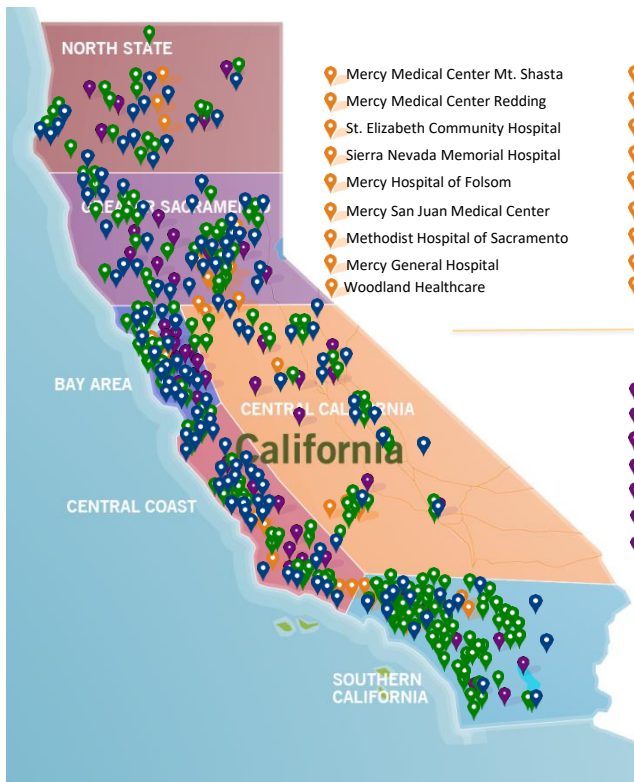 NORTH STATE
Mercy Medical Center Mt. Shasta
Mercy Medical Center Redding
St. Elizabeth Community Hospital
Sierra Nevada Memorial Hospital
Mercy Hospital of Folsom
Mercy San Juan Medical Center
Methodist Hospital of Sacramento
Mercy General Hospital
Woodland Healthcare
GREATER SACRAMENTO
BAY AREA
CENTRAL CALIFORNIA
California
CENTRAL COAST
SOUTHERN
CALIFORNIA